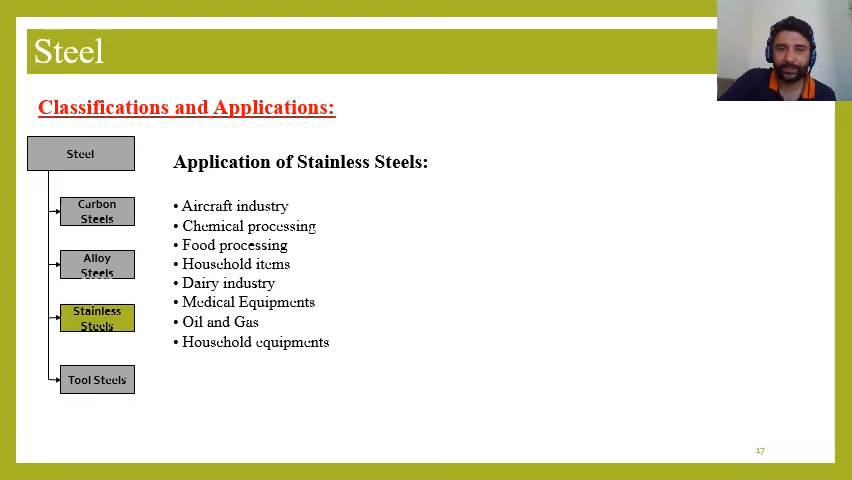 Steel
Classifications and Applications:
Steel
Application of Stainless Steels:
Carbon
Steels
Alloy
Steels
Stainless
Steels
Tool Steels
• Aircraft industry
• Chemical processing
• Food processing
• Household items
• Dairy industry
• Medical Equipments
• Oil and Gas
• Household equipments
17